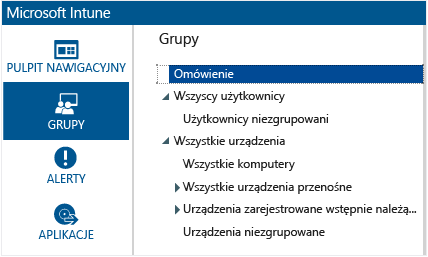 Microsoft Intune
PULPIT NAWIGACYJNY
GRUPY
ALERTY
APLIKACJE
Grupy
Omówienie
Wszyscy użytkownicy
Użytkownicy niezgrupowani
Wszystkie urządzenia
Wszystkie komputery
Wszystkie urządzenia przenośne
Urządzenia zarejestrowane wstępnie należą...
Urządzenia niezgrupowane